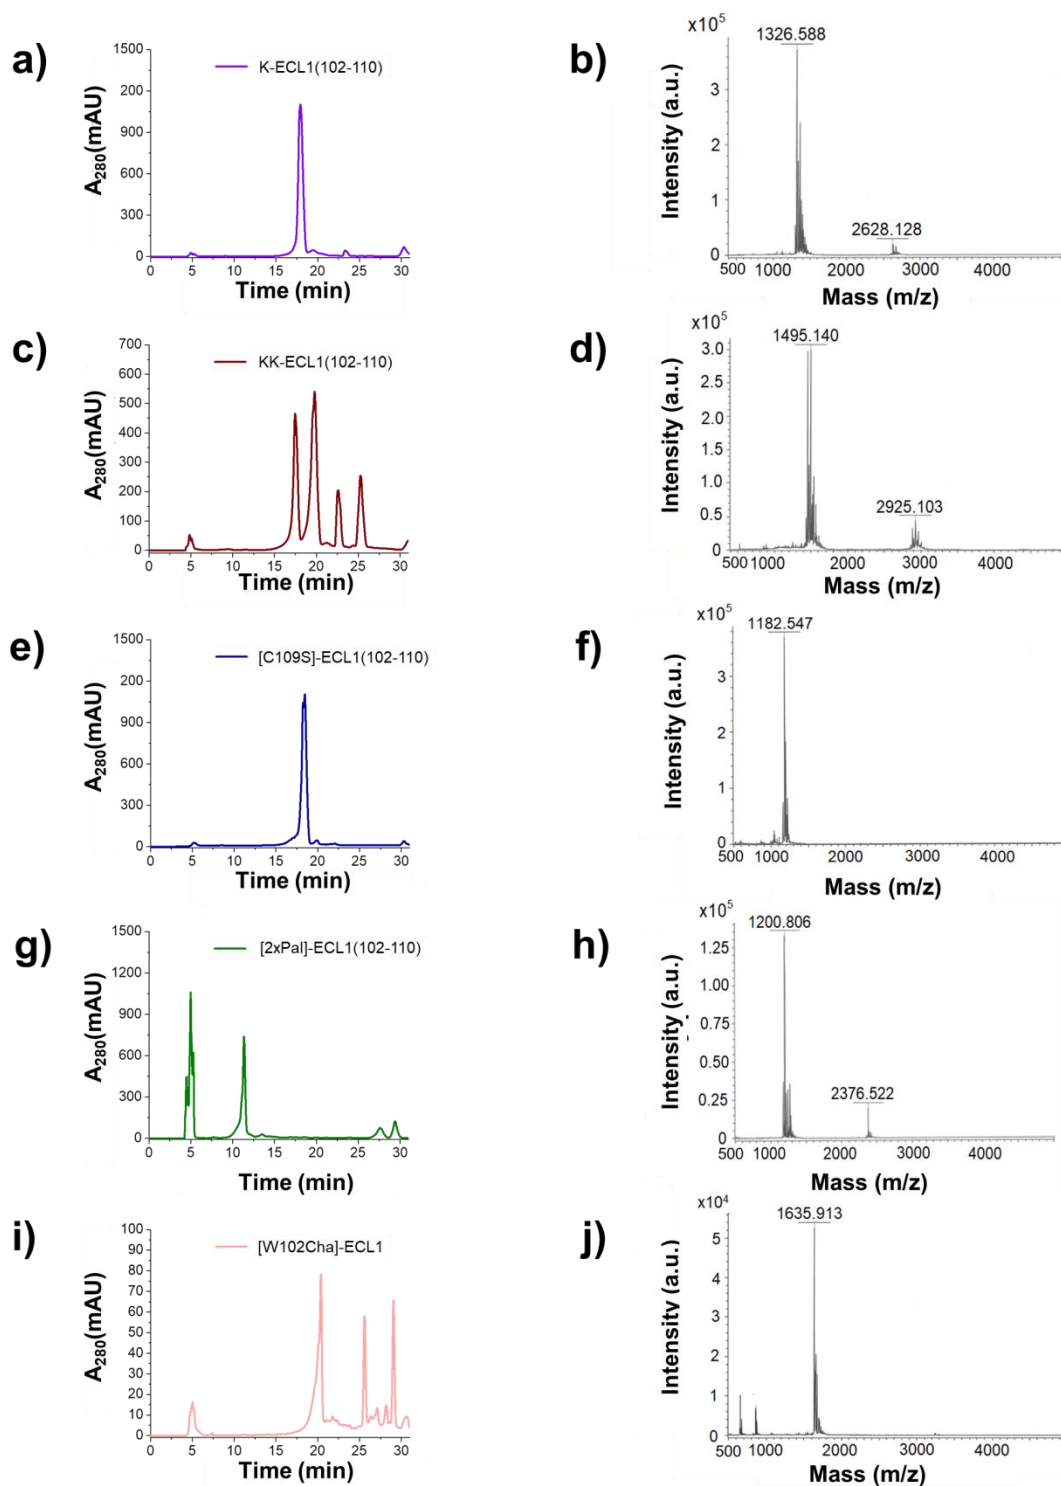 a)
K-ECL1(102-110)
A280(mAU)
1500
1200
900
600
300
0
0 5 10 15 20 25 30
Time (min)
b)
x10^5
1326.588
2628.128
Intensity (a.u.)
3
2
1
0
500 1000 2000 3000 4000
Mass (m/z)
c)
KK-ECL1(102-110)
A280(mAU)
700
600
500
400
300
200
100
0
0 5 10 15 20 25 30
Time (min)
d)
x10^5
1495.140
2925.103
Intensity (a.u.)
3.0
2.5
2.0
1.5
1.0
0.5
0
500 1000 2000 3000 4000
Mass (m/z)
e)
[C109S]-ECL1(102-110)
A280(mAU)
1500
1200
900
600
300
0
0 5 10 15 20 25 30
Time (min)
f)
x10^5
1182.547
Intensity (a.u.)
3
2
1
0
500 1000 2000 3000 4000
Mass (m/z)
g)
[2xPal]-ECL1(102-110)
A280(mAU)
1500
1200
900
600
300
0
0 5 10 15 20 25 30
Time (min)
h)
x10^5
1200.806
2376.522
Intensity (a.u.)
1.25
1.00
0.75
0.50
0.25
0
500 1000 2000 3000 4000
Mass (m/z)
i)
[W102Cha]-ECL1
A280(mAU)
100
90
80
70
60
50
40
30
20
10
0
0 5 10 15 20 25 30
Time (min)
j)
x10^4
1635.913
Intensity (a.u.)
5
4
3
2
1
0
500 1000 2000 3000 4000
Mass (m/z)